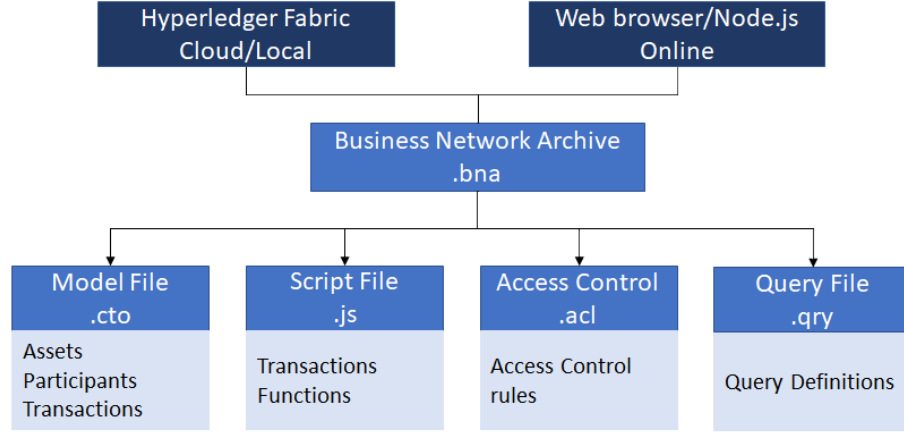 Hyperledger Fabric
Cloud/Local
Web browser/Node.js
Online
Business Network Archive
.bna
Model File
.cto
Assets
Participants
Transactions
Script File
.js
Transactions
Functions
Access Control
.acl
Access Control
rules
Query File
.qry
Query Definitions